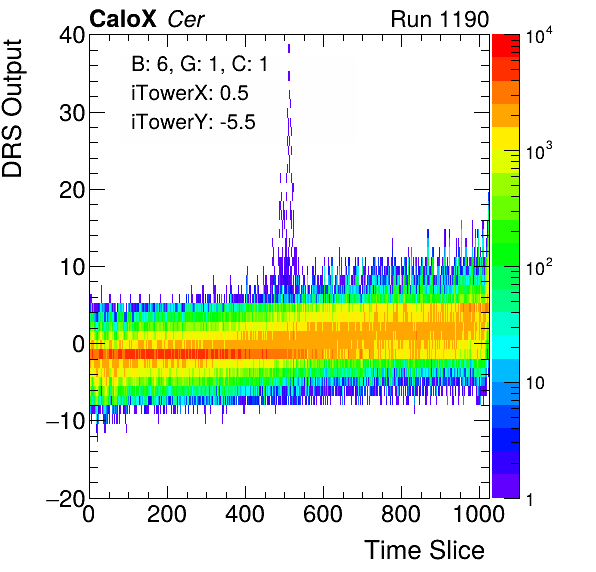 CaloX Cer Run 1190
DRS Output
B: 6, G: 1, C: 1
iTowerX: 0.5
iTowerY: -5.5
40
30
20
10
0
−10
−20
0 200 400 600 800 1000
Time Slice
10^4
10^3
10^2
10
1